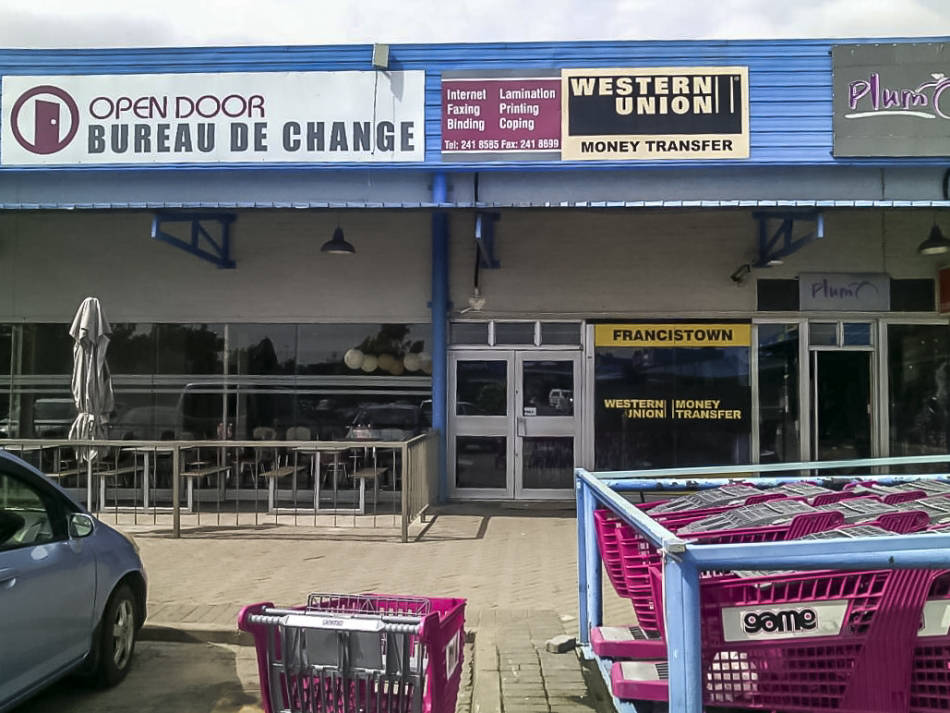 OPEN DOOR
BUREAU DE CHANGE
Internet Lamination
Faxing Printing
Binding Coping
Tel: 241 8585 Fax: 241 8699
WESTERN
UNION
MONEY TRANSFER
Plum
Plum
FRANCISTOWN
WESTERN MONEY
UNION TRANSFER
game